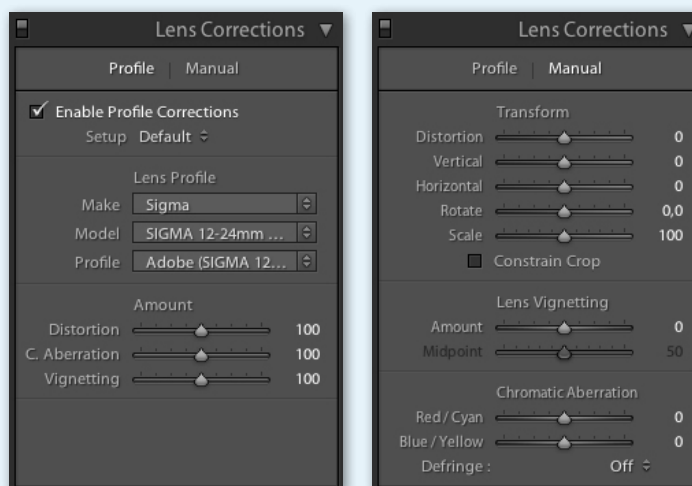 Lens Corrections
Profile | Manual
Enable Profile Corrections
Setup Default
Lens Profile
Make Sigma
Model SIGMA 12-24mm ...
Profile Adobe (SIGMA 12...
Amount
Distortion 100
C. Aberration 100
Vignetting 100
Lens Corrections
Profile | Manual
Transform
Distortion 0
Vertical 0
Horizontal 0
Rotate 0,0
Scale 100
Constrain Crop
Lens Vignetting
Amount 0
Midpoint 50
Chromatic Aberration
Red / Cyan 0
Blue / Yellow 0
Defringe : Off